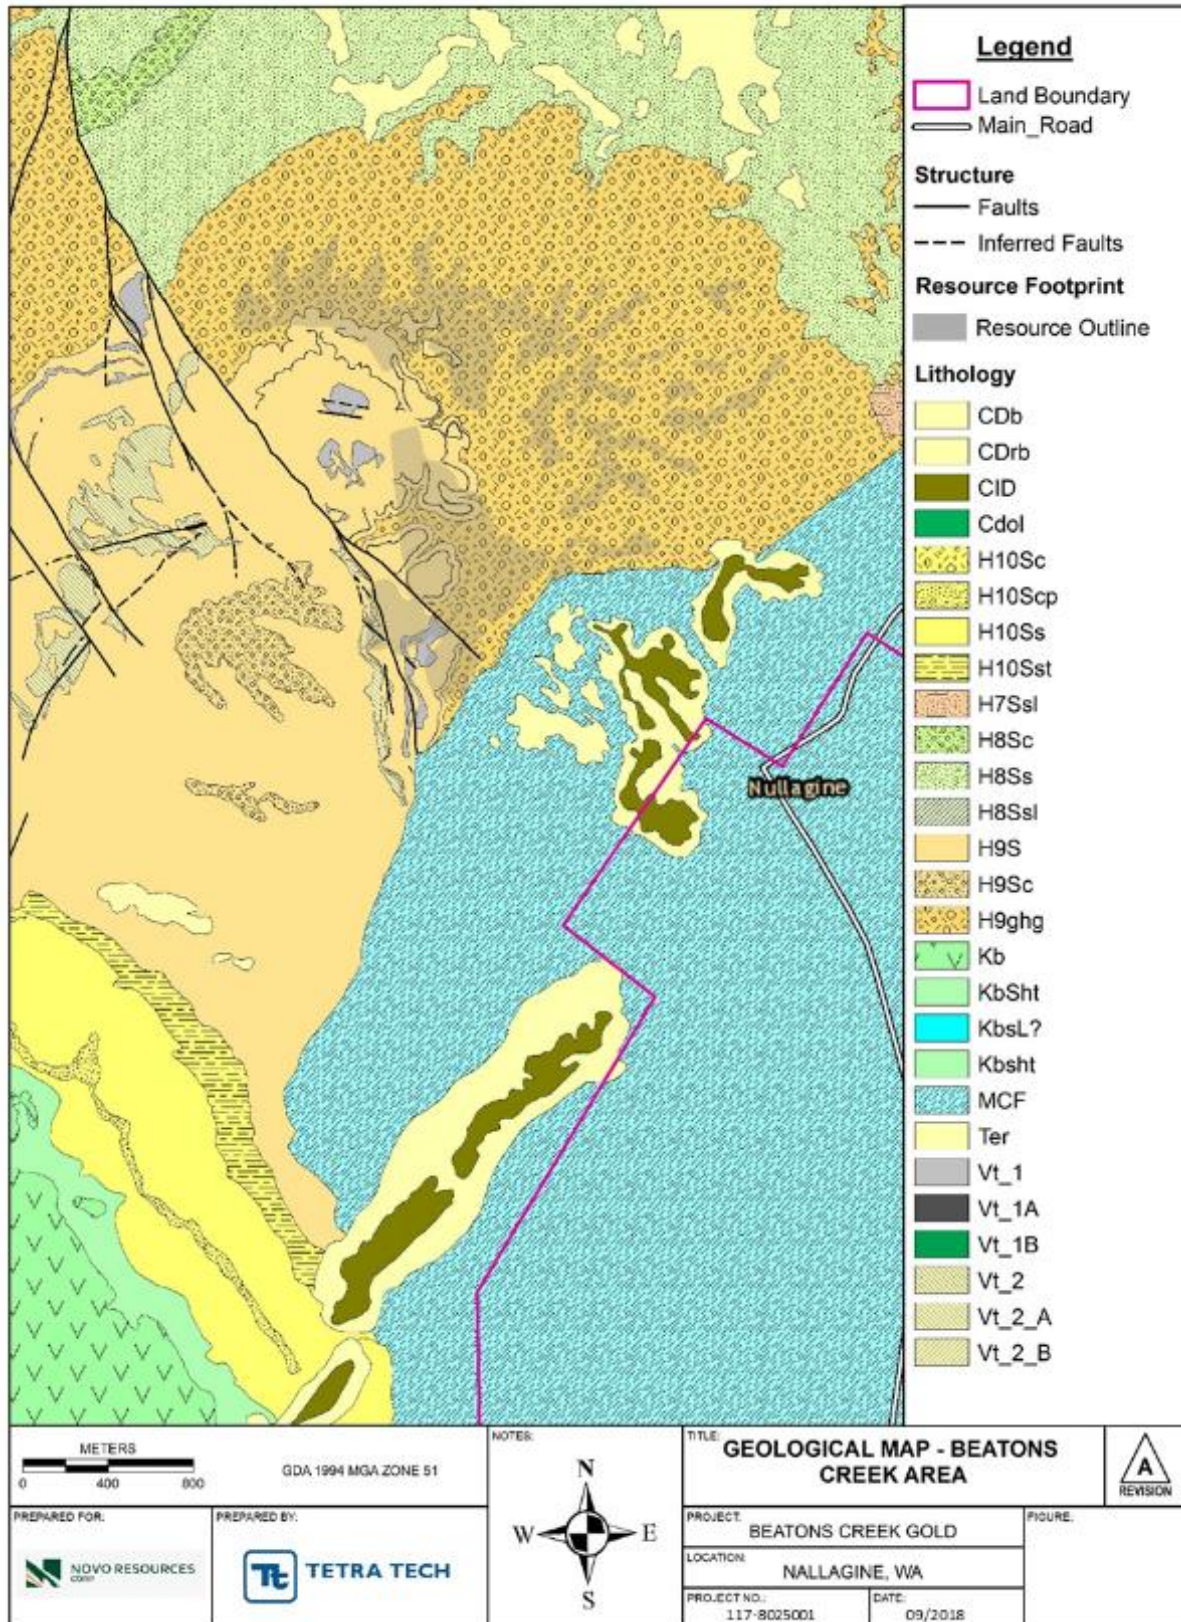 Legend
Land Boundary
Main_Road
Structure
Faults
Inferred Faults
Resource Footprint
Resource Outline
Lithology
CDb
CDrb
CID
Cdol
H10Sc
H10Scp
H10Ss
H10Sst
H7Ssl
H8Sc
H8Ss
H8Ssl
H9S
H9Sc
H9ghg
Kb
KbSht
KbsL?
Kbsht
MCF
Ter
Vt_1
Vt_1A
Vt_1B
Vt_2
Vt_2_A
Vt_2_B
Nullagine
METERS
0 400 800
GDA 1994 MGA ZONE 51
NOTES:
N
W E
S
TITLE:
GEOLOGICAL MAP - BEATONS
CREEK AREA
A
REVISION
PREPARED FOR:
NOVO RESOURCES
CORP
PREPARED BY:
Tt TETRA TECH
PROJECT:
BEATONS CREEK GOLD
LOCATION:
NALLAGINE, WA
PROJECT NO.:
117-8025001
DATE:
09/2018
FIGURE: